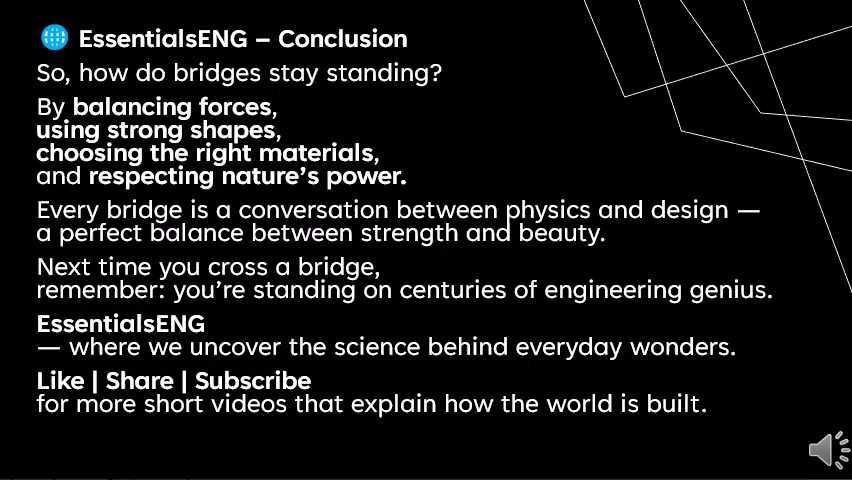 🌐 EssentialsENG – Conclusion
So, how do bridges stay standing?
By balancing forces,
using strong shapes,
choosing the right materials,
and respecting nature’s power.
Every bridge is a conversation between physics and design —
a perfect balance between strength and beauty.
Next time you cross a bridge,
remember: you’re standing on centuries of engineering genius.
EssentialsENG
— where we uncover the science behind everyday wonders.
Like | Share | Subscribe
for more short videos that explain how the world is built.